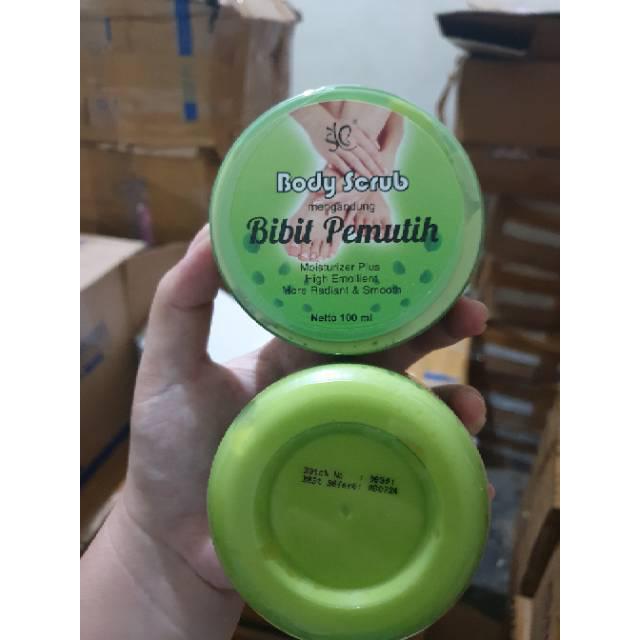 Body Scrub
mengandung
Bibit Pemutih
Moisturizer Plus
High Emollient
More Radiant & Smooth
Netto 100 ml
Batch No :
Best Before: